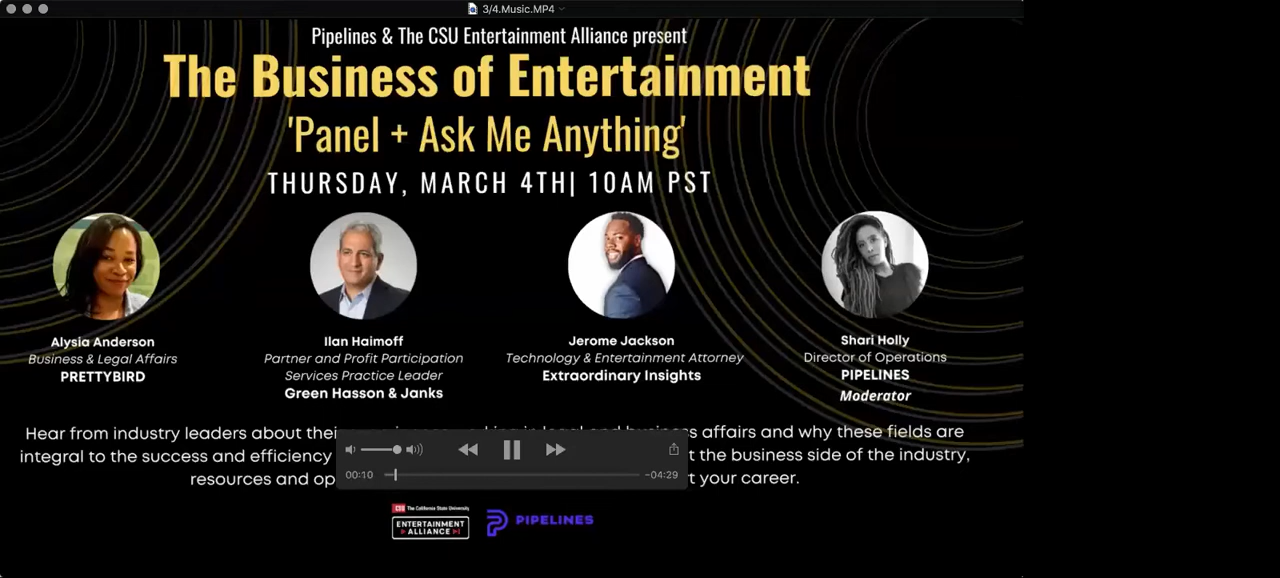 3/4.Music.MP4
Pipelines & The CSU Entertainment Alliance present
The Business of Entertainment
'Panel + Ask Me Anything'
THURSDAY, MARCH 4TH| 10AM PST
Alysia Anderson
Business & Legal Affairs
PRETTYBIRD
Ilan Haimoff
Partner and Profit Participation
Services Practice Leader
Green Hasson & Janks
Jerome Jackson
Technology & Entertainment Attorney
Extraordinary Insights
Shari Holly
Director of Operations
PIPELINES
Moderator
Hear from industry leaders about their affairs and why these fields are
integral to the success and efficiency t the business side of the industry,
resources and op t your career.
00:10
-04:29
CSU The California State University
ENTERTAINMENT
ALLIANCE
PIPELINES